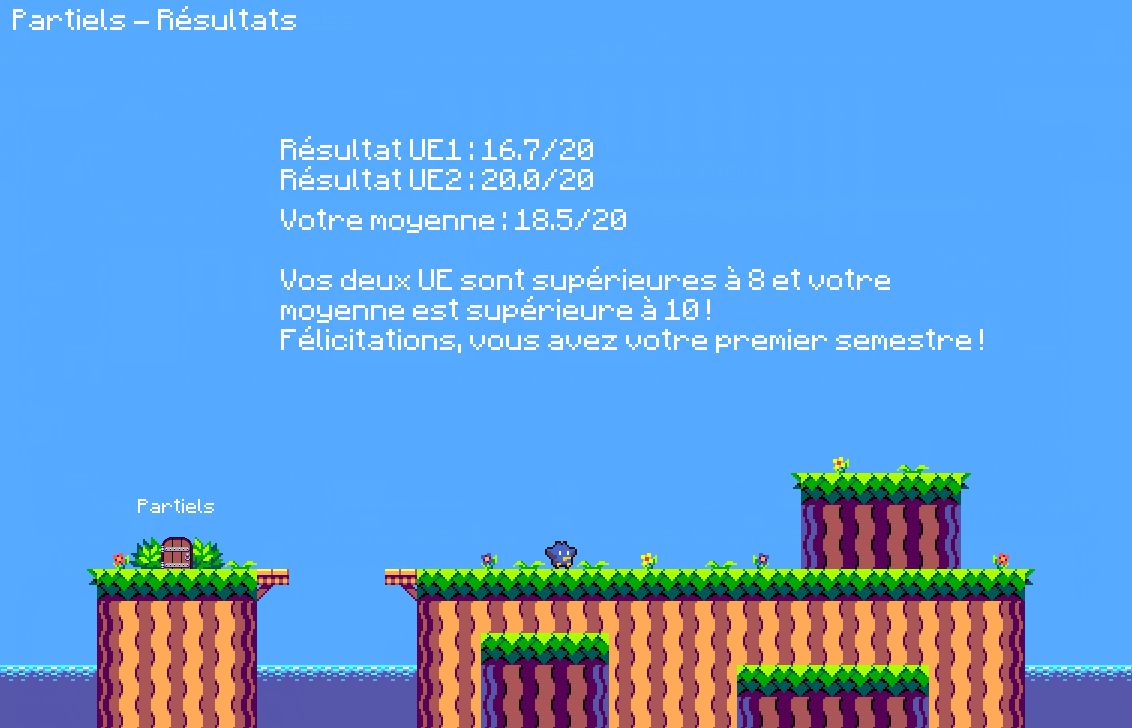 Partiels - Résultats
Résultat UE1 : 16.7/20
Résultat UE2 : 20.0/20
Votre moyenne : 18.5/20
Vos deux UE sont supérieures à 8 et votre
moyenne est supérieure à 10 !
Félicitations, vous avez votre premier semestre !
Partiels